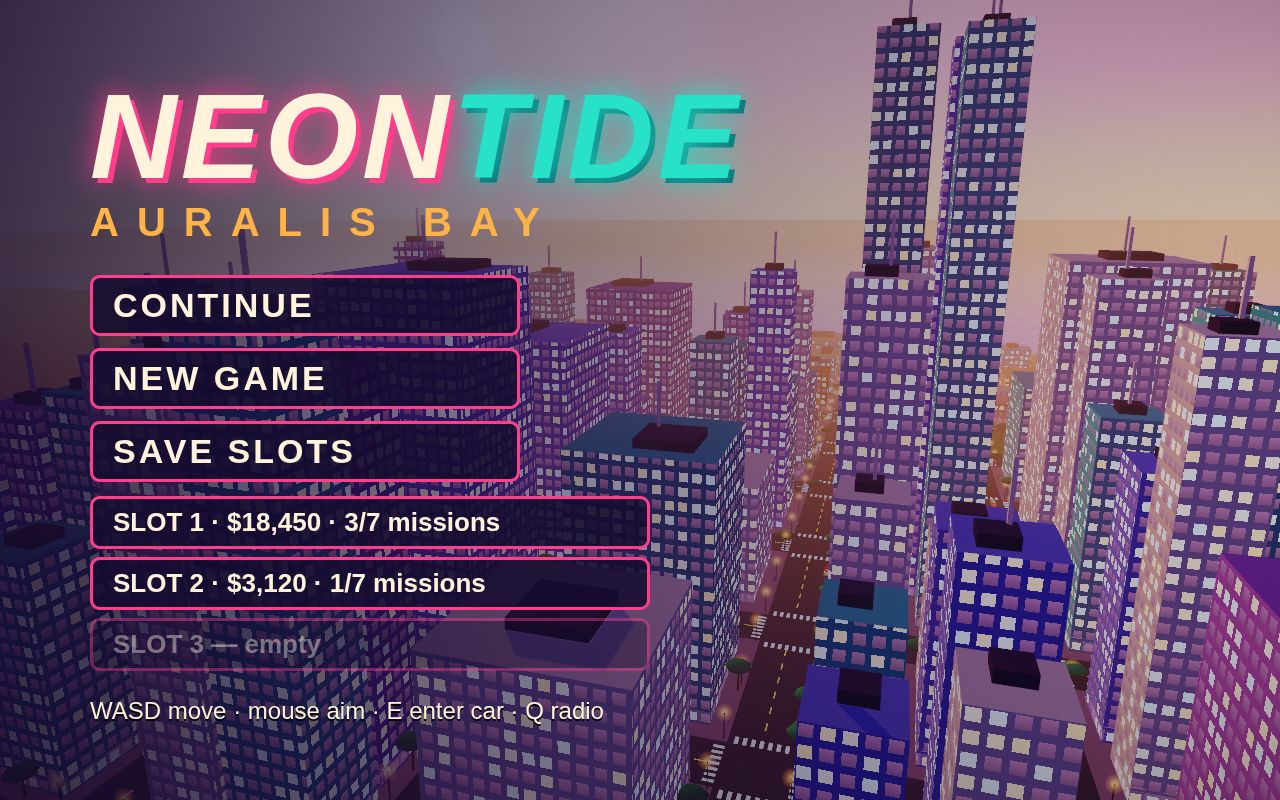 NEONTIDE
AURALIS BAY
CONTINUE
NEW GAME
SAVE SLOTS
SLOT 1 · $18,450 · 3/7 missions
SLOT 2 · $3,120 · 1/7 missions
SLOT 3 — empty
WASD move · mouse aim · E enter car · Q radio